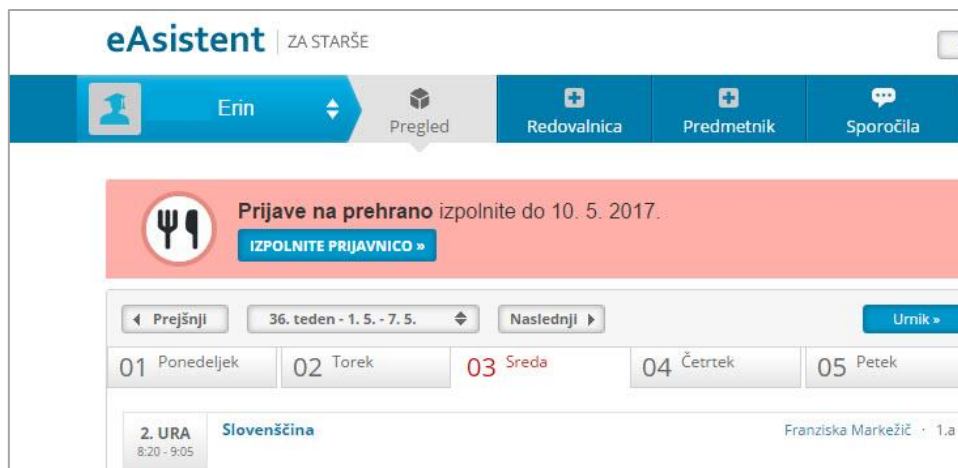 eAsistent ZA STARŠE
Erin
Pregled
Redovalnica
Predmetnik
Sporočila
Prijave na prehrano izpolnite do 10. 5. 2017.
IZPOLNITE PRIJAVNICO »
Prejšnji
36. teden - 1. 5. - 7. 5.
Naslednji
Urnik »
01 Ponedeljek
02 Torek
03 Sreda
04 Četrtek
05 Petek
2. URA
8:20 - 9:05
Slovenščina
Franziska Markežič · 1.a